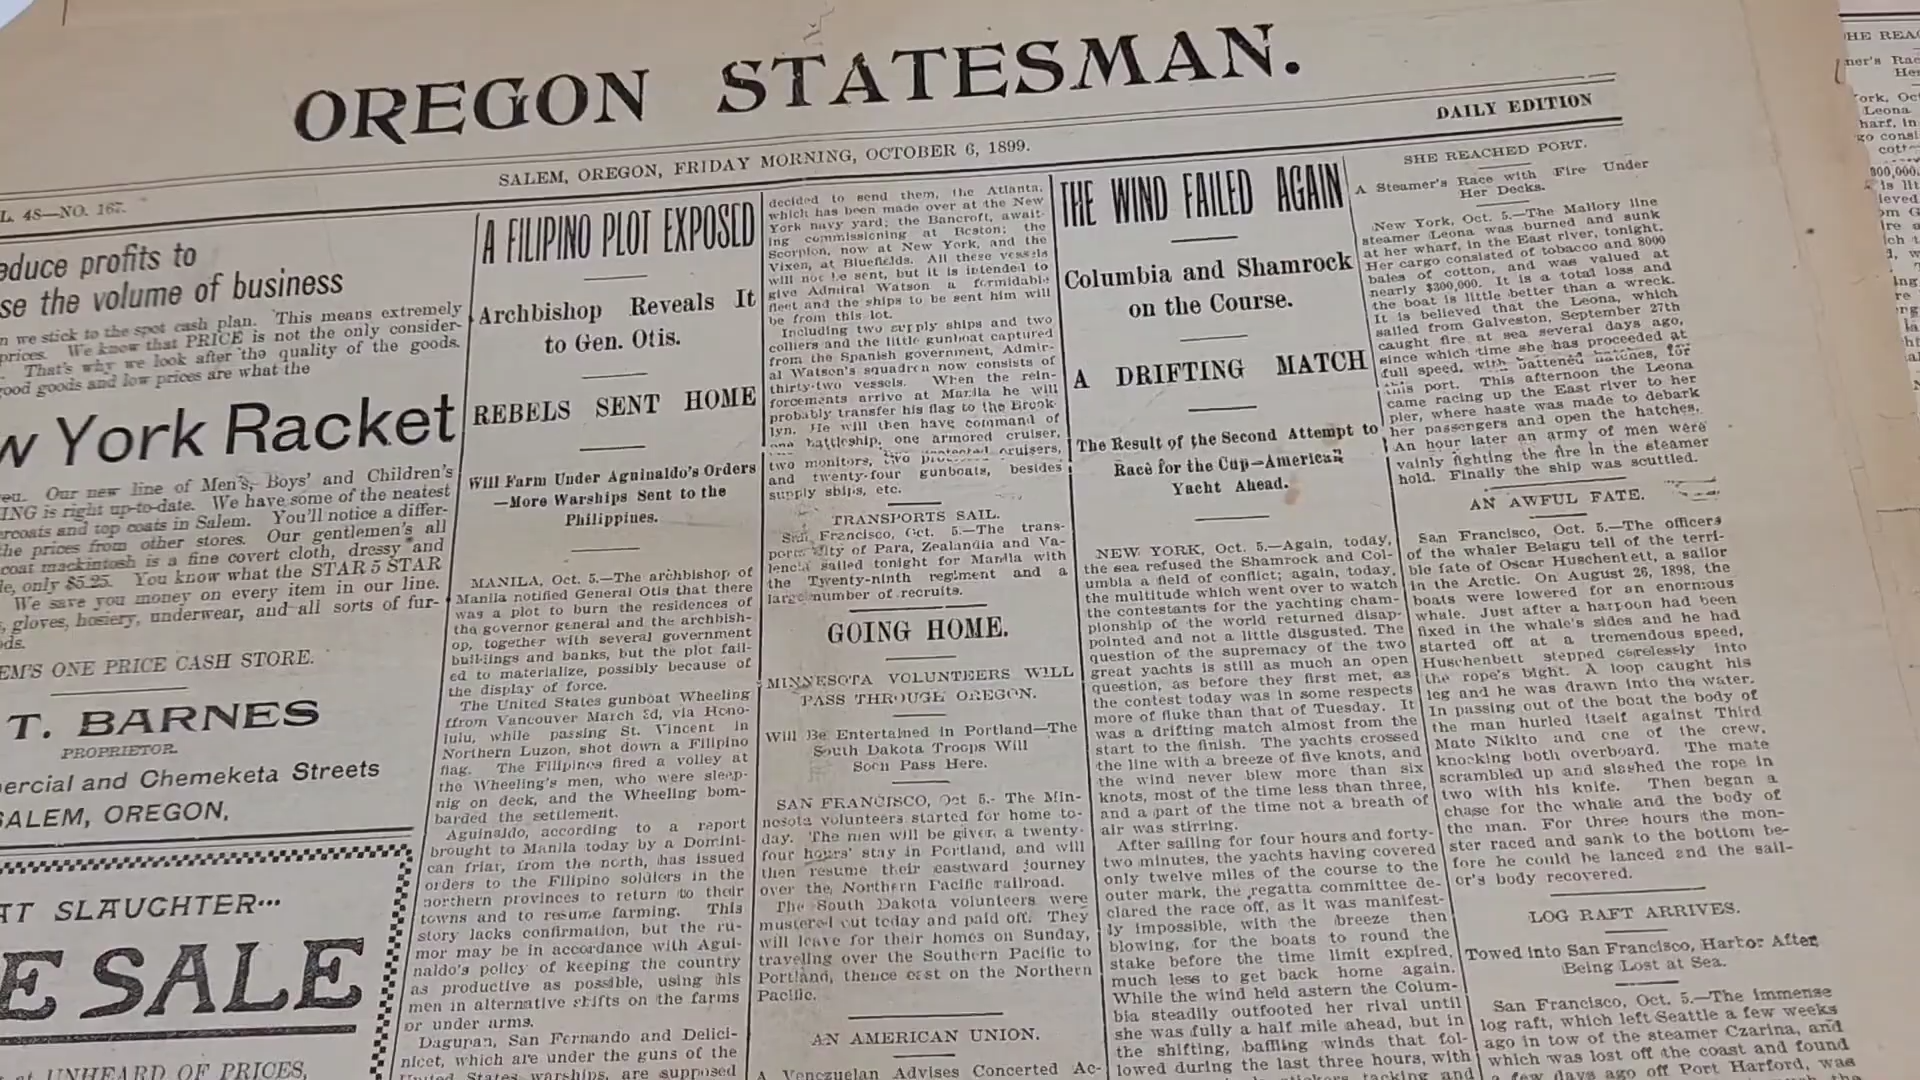 OREGON STATESMAN.
DAILY EDITION
SALEM, OREGON, FRIDAY MORNING, OCTOBER 6, 1899.
L. 48—NO. 167.
educe profits to
se the volume of business
n we stick to the spot cash plan. This means extremely
prices. We know that PRICE is not the only consider-
That's why we look after the quality of the goods.
ood goods and low prices are what the
w York Racket
Our new line of Men's, Boys' and Children's
ING is right up-to-date. We have some of the neatest
ercoats and top coats in Salem. You'll notice a differ-
he prices from other stores. Our gentlemen's all
coat mackintosh is a fine covert cloth, dressy and
le, only $5.25. You know what the STAR 5 STAR
We save you money on every item in our line.
, gloves, hosiery, underwear, and all sorts of fur-
ods.
EM'S ONE PRICE CASH STORE.
T. BARNES
PROPRIETOR.
ercial and Chemeketa Streets
SALEM, OREGON,
AT SLAUGHTER...
E SALE
at UNHEARD OF PRICES,
A FILIPINO PLOT EXPOSED
Archbishop Reveals It
to Gen. Otis.
REBELS SENT HOME
Will Farm Under Aguinaldo's Orders
—More Warships Sent to the
Philippines.
MANILA, Oct. 5.—The archbishop of
Manila notified General Otis that there
was a plot to burn the residences of
the governor general and the archbish-
op, together with several government
buildings and banks, but the plot fail-
ed to materialize, possibly because of
the display of force.
The United States gunboat Wheeling
ffrom Vancouver March 2d, via Hono-
lulu, while passing St. Vincent in
Northern Luzon, shot down a Filipino
flag. The Filipinos fired a volley at
the Wheeling's men, who were sleep-
nig on deck, and the Wheeling bom-
barded the settlement.
Aguinaldo, according to a report
brought to Manila today by a Domini-
can friar, from the north, has issued
orders to the Filipino soldiers in the
northern provinces to return to their
towns and to resume farming. This
story lacks confirmation, but the ru-
mor may be in accordance with Agui-
naldo's policy of keeping the country
as productive as possible, using his
men in alternative shifts on the farms
or under arms.
Dagupan, San Fernando and Delici-
nicet, which are under the guns of the
United States warships, are supposed
decided to send them, the Atlanta,
which has been made over at the New
York navy yard; the Bancroft, await-
ing commissioning at Boston; the
Scorpion, now at New York, and the
Vixen, at Bluefields. All these vessels
will not be sent, but it is intended to
give Admiral Watson a formidable
fleet and the ships to be sent him will
be from this lot.
Including two supply ships and two
colliers and the little gunboat captured
from the Spanish government, Admir-
al Watson's squadron now consists of
thirty-two vessels. When the rein-
forcements arrive at Manila he will
probably transfer his flag to the Brook-
lyn. He will then have command of
one battleship, one armored cruiser,
two monitors, two protected cruisers,
and twenty-four gunboats, besides
supply ships, etc.
TRANSPORTS SAIL.
San Francisco, Oct. 5.—The trans-
ports City of Para, Zealandia and Va-
lencia sailed tonight for Manila with
the Twenty-ninth regiment and a
large number of recruits.
GOING HOME.
MINNESOTA VOLUNTEERS WILL
PASS THROUGH OREGON.
Will Be Entertained in Portland—The
South Dakota Troops Will
Soon Pass Here.
SAN FRANCISCO, Oct 5.- The Min-
nesota volunteers started for home to-
day. The men will be given a twenty-
four hours' stay in Portland, and will
then resume their eastward journey
over the Northern Pacific railroad.
The South Dakota volunteers were
mustered out today and paid off. They
will leave for their homes on Sunday,
traveling over the Southern Pacific to
Portland, thence east on the Northern
Pacific.
AN AMERICAN UNION.
A Venezuelan Advises Concerted Ac-
THE WIND FAILED AGAIN
Columbia and Shamrock
on the Course.
A DRIFTING MATCH
The Result of the Second Attempt to
Race for the Cup—American
Yacht Ahead.
NEW YORK, Oct. 5.—Again, today,
the sea refused the Shamrock and Col-
umbia a field of conflict; again, today,
the multitude which went over to watch
the contestants for the yachting cham-
pionship of the world returned disap-
pointed and not a little disgusted. The
question of the supremacy of the two
great yachts is still as much an open
question, as before they first met, as
the contest today was in some respects
more of fluke than that of Tuesday. It
was a drifting match almost from the
start to the finish. The yachts crossed
the line with a breeze of five knots, and
the wind never blew more than six
knots, most of the time less than three,
and a part of the time not a breath of
air was stirring.
After sailing for four hours and forty-
two minutes, the yachts having covered
only twelve miles of the course to the
outer mark, the regatta committee de-
clared the race off, as it was manifest-
ly impossible, with the breeze then
blowing, for the boats to round the
stake before the time limit expired,
much less to get back home again.
While the wind held astern the Colum-
bia steadily outfooted her rival until
she was fully a half mile ahead, but in
the shifting, baffling winds that fol-
lowed during the last three hours, with
tacking and
SHE REACHED PORT.
A Steamer's Race with Fire Under
Her Decks.
New York, Oct. 5.—The Mallory line
steamer Leona was burned and sunk
at her wharf, in the East river, tonight.
Her cargo consisted of tobacco and 8000
bales of cotton, and was valued at
nearly $300,000. It is a total loss and
the boat is little better than a wreck.
It is believed that the Leona, which
sailed from Galveston, September 27th
caught fire at sea several days ago,
since which time she has proceeded at
full speed, with battened hatches, for
this port. This afternoon the Leona
came racing up the East river to her
pier, where haste was made to debark
her passengers and open the hatches.
An hour later an army of men were
vainly fighting the fire in the steamer
hold. Finally the ship was scuttled.
AN AWFUL FATE.
San Francisco, Oct. 5.—The officers
of the whaler Belagu tell of the terri-
ble fate of Oscar Huschenbett, a sailor
in the Arctic. On August 26, 1898, the
boats were lowered for an enormous
whale. Just after a harpoon had been
fixed in the whale's sides and he had
started off at a tremendous speed,
Huschenbett stepped carelessly into
the rope's bight. A loop caught his
leg and he was drawn into the water.
In passing out of the boat the body of
the man hurled itself against Third
Mato Nikito and one of the crew,
knocking both overboard. The mate
scrambled up and slashed the rope in
two with his knife. Then began a
chase for the whale and the body of
the man. For three hours the mon-
ster raced and sank to the bottom be-
fore he could be lanced and the sail-
or's body recovered.
LOG RAFT ARRIVES.
Towed into San Francisco, Harbor After
Being Lost at Sea.
San Francisco, Oct. 5.—The immense
log raft, which left Seattle a few weeks
ago in tow of the steamer Czarina, and
which was lost off the coast and found
a few days ago off Port Harford, was